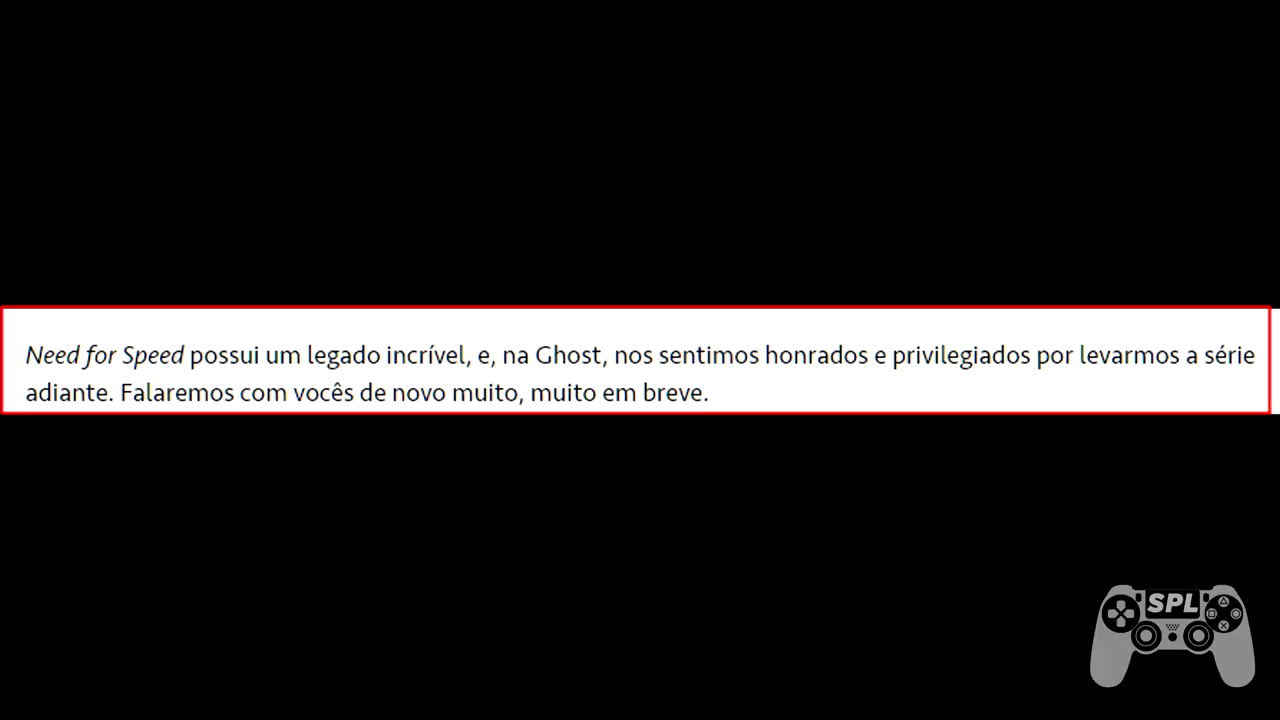 Need for Speed possui um legado incrível, e, na Ghost, nos sentimos honrados e privilegiados por levarmos a série
adiante. Falaremos com vocês de novo muito, muito em breve.
SPL